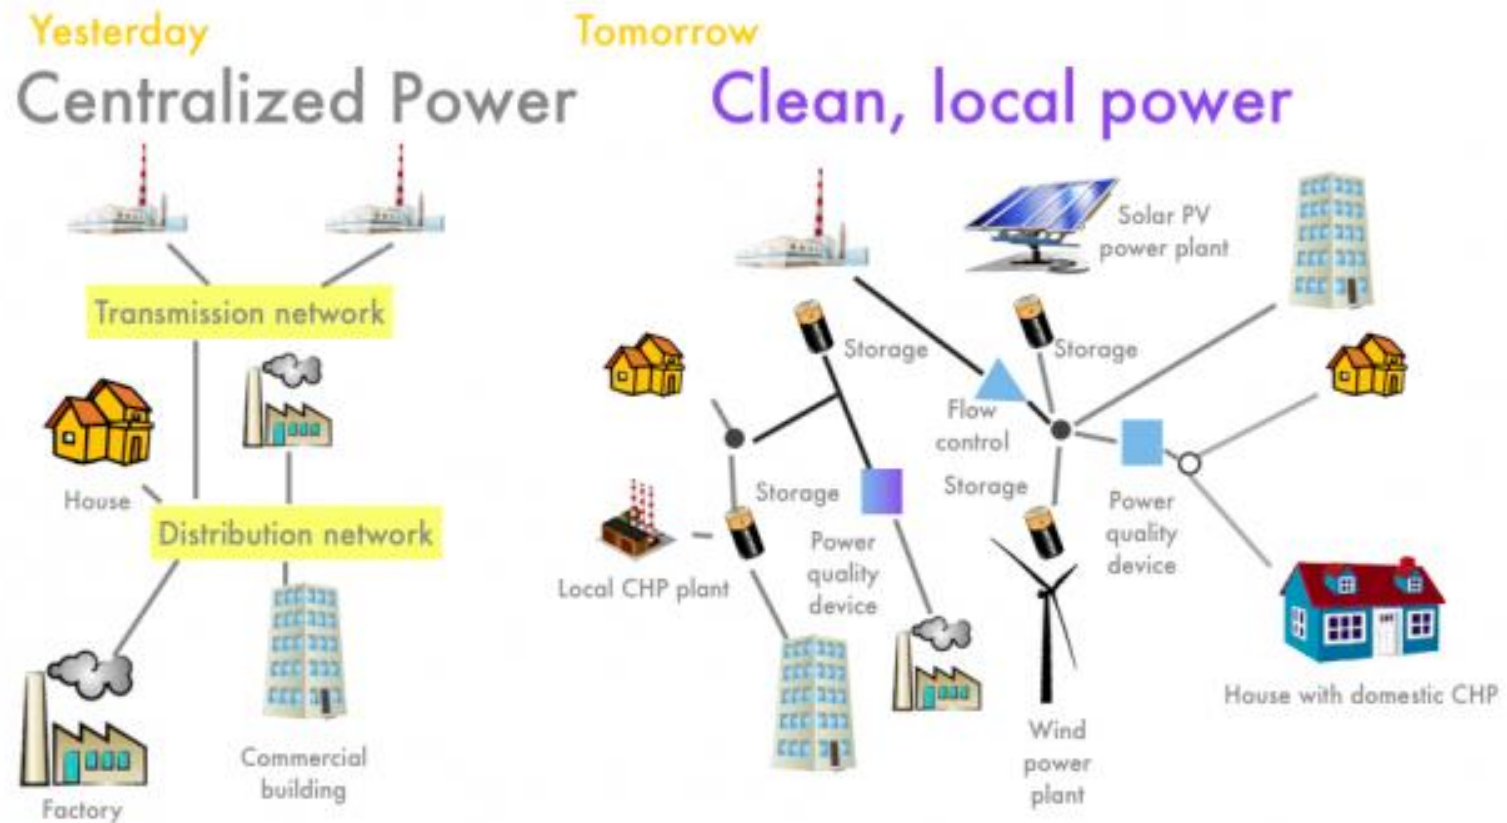 Yesterday
Centralized Power
Transmission network
House
Distribution network
Commercial
building
Factory
Tomorrow
Clean, local power
Solar PV
power plant
Storage
Storage
Flow
control
Storage
Storage
Power
quality
device
Power
quality
device
Local CHP plant
House with domestic CHP
Wind
power
plant